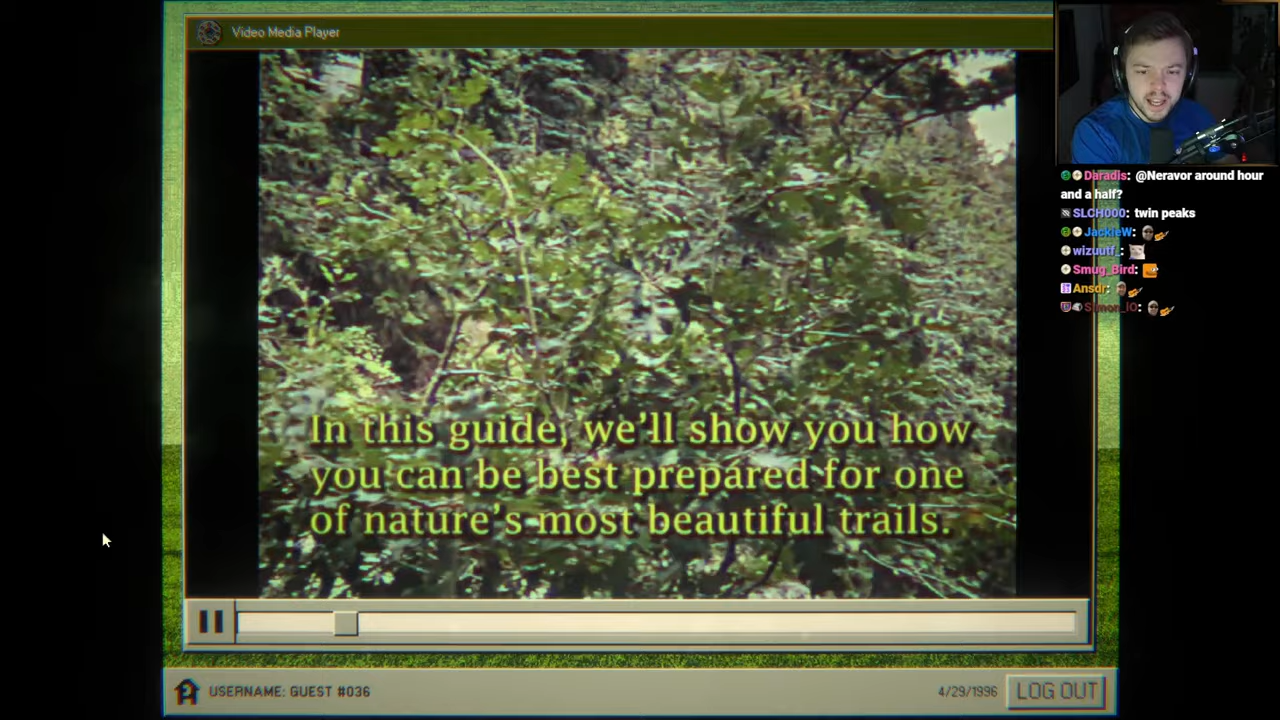 Video Media Player
In this guide, we'll show you how
you can be best prepared for one
of nature's most beautiful trails.
USERNAME: GUEST #036
4/29/1996
LOG OUT
Daradis: @Neravor around hour
and a half?
SLCH000: twin peaks
JackieW:
wizuutf_:
Smug_Bird:
Ansdr:
Simon_iO: